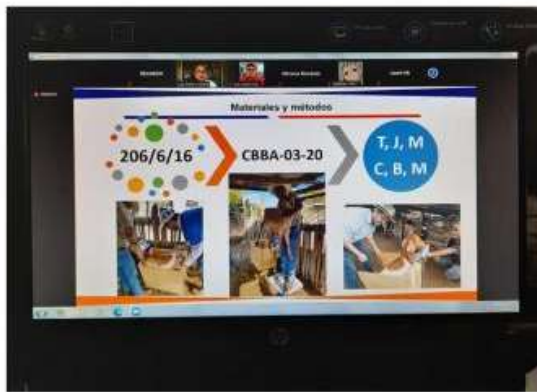 Materiales y métodos
206/6/16
CBBA-03-20
T, J, M
C, B, M